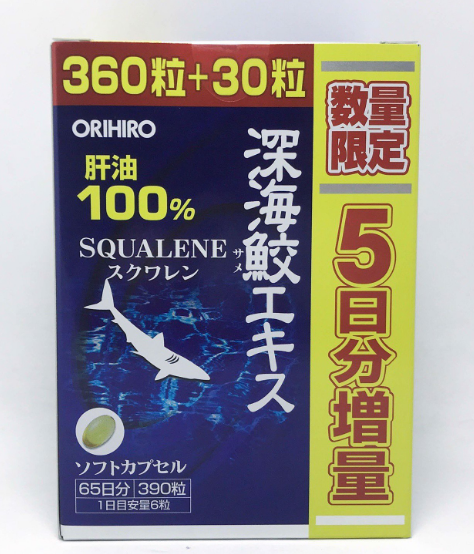 360粒+30粒
ORIHIRO
肝油
100%
SQUALENE
スクワレン
深海鮫エキス
サメ
ソフトカプセル
65日分 390粒
1日目安量6粒
数量
限定
5日分増量